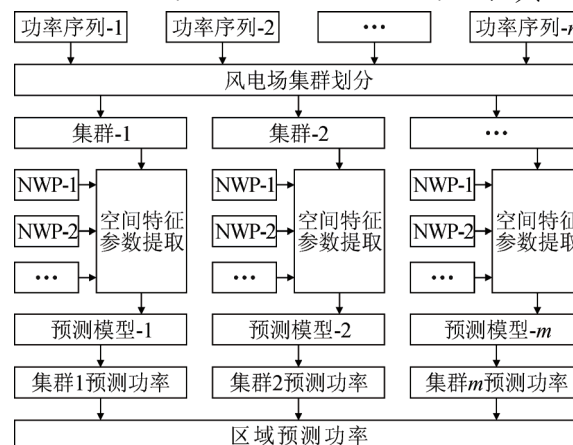 功率序列-1 功率序列-2 … 功率序列-n
风电场集群划分
集群-1 集群-2 …
NWP-1 NWP-1 NWP-1
空间特征 空间特征 空间特征
NWP-2 NWP-2 NWP-2
参数提取 参数提取 参数提取
… … …
预测模型-1 预测模型-2 预测模型-m
集群1预测功率 集群2预测功率 集群m预测功率
区域预测功率